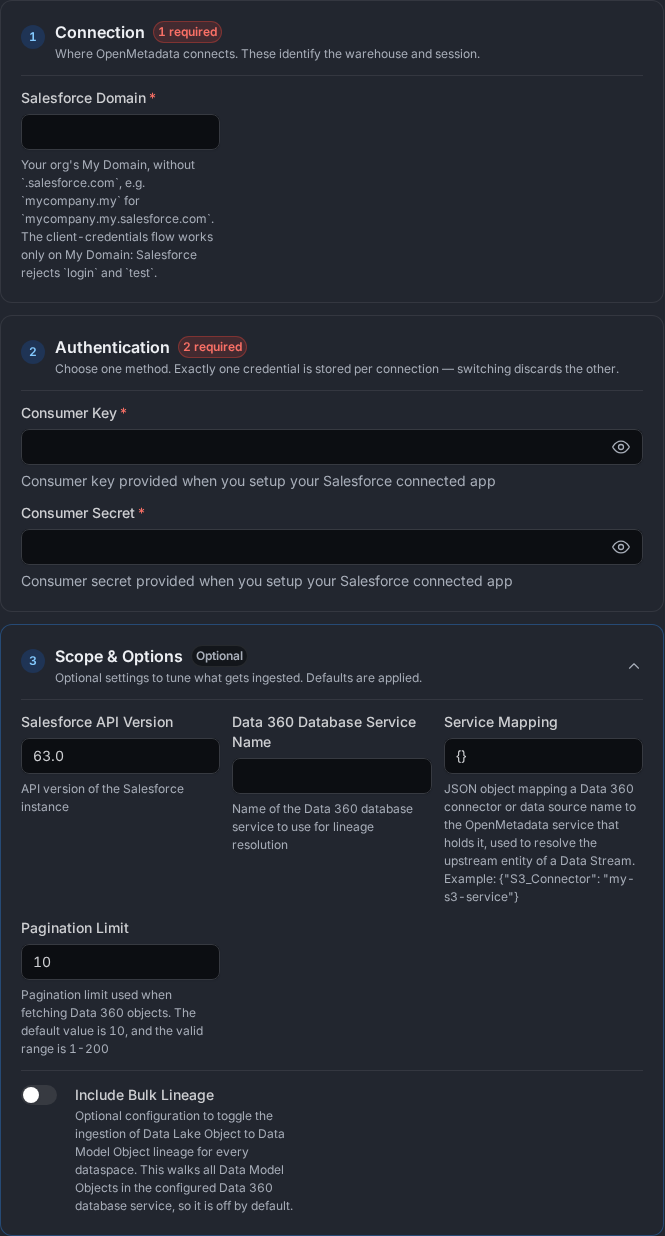 1
Connection
1 required
Where OpenMetadata connects. These identify the warehouse and session.
Salesforce Domain *
Your org's My Domain, without
`.salesforce.com`, e.g.
`mycompany.my` for
`mycompany.my.salesforce.com`.
The client-credentials flow works
only on My Domain: Salesforce
rejects `login` and `test`.
2
Authentication
2 required
Choose one method. Exactly one credential is stored per connection — switching discards the other.
Consumer Key *
Consumer key provided when you setup your Salesforce connected app
Consumer Secret *
Consumer secret provided when you setup your Salesforce connected app
3
Scope & Options
Optional
Optional settings to tune what gets ingested. Defaults are applied.
Salesforce API Version
63.0
API version of the Salesforce
instance
Data 360 Database Service
Name
Name of the Data 360 database
service to use for lineage
resolution
Service Mapping
{}
JSON object mapping a Data 360
connector or data source name to
the OpenMetadata service that
holds it, used to resolve the
upstream entity of a Data Stream.
Example: {"S3_Connector": "my-
s3-service"}
Pagination Limit
10
Pagination limit used when
fetching Data 360 objects. The
default value is 10, and the valid
range is 1-200
Include Bulk Lineage
Optional configuration to toggle the
ingestion of Data Lake Object to Data
Model Object lineage for every
dataspace. This walks all Data Model
Objects in the configured Data 360
database service, so it is off by default.